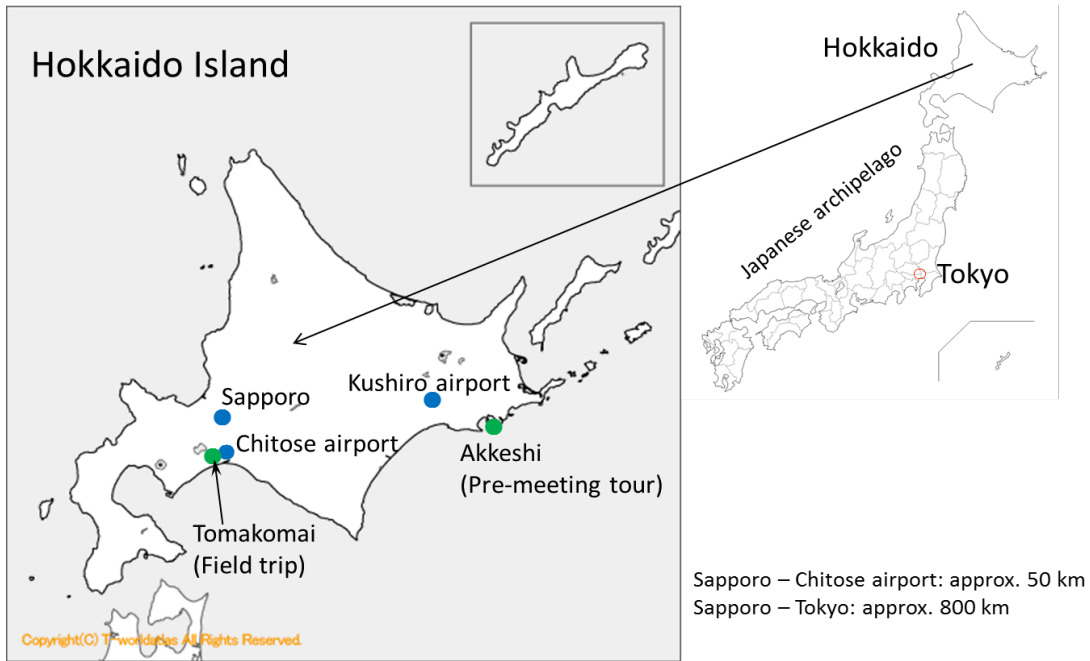 Hokkaido Island
Hokkaido
Japanese archipelago
Tokyo
Kushiro airport
Sapporo
Chitose airport
Akkeshi
(Pre-meeting tour)
Tomakomai
(Field trip)
Sapporo – Chitose airport: approx. 50 km
Sapporo – Tokyo: approx. 800 km
Copyright(C) T-worldatlas All Rights Reserved.